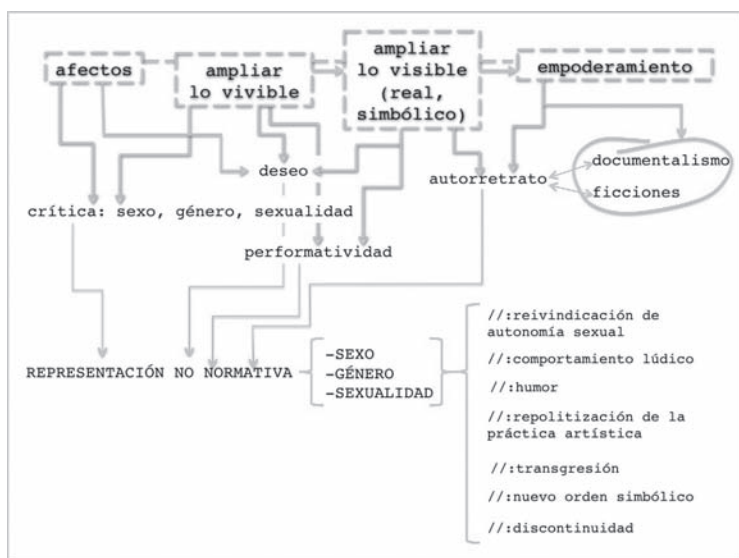 afectos
ampliar
lo vivible
ampliar
lo visible
(real,
simbólico)
empoderamiento
deseo
autorretrato
documentalismo
ficciones
crítica: sexo, género, sexualidad
performatividad
REPRESENTACIÓN NO NORMATIVA
-SEXO
-GÉNERO
-SEXUALIDAD
//:reivindicación de
autonomía sexual
//:comportamiento lúdico
//:humor
//:repolitización de la
práctica artística
//:transgresión
//:nuevo orden simbólico
//:discontinuidad